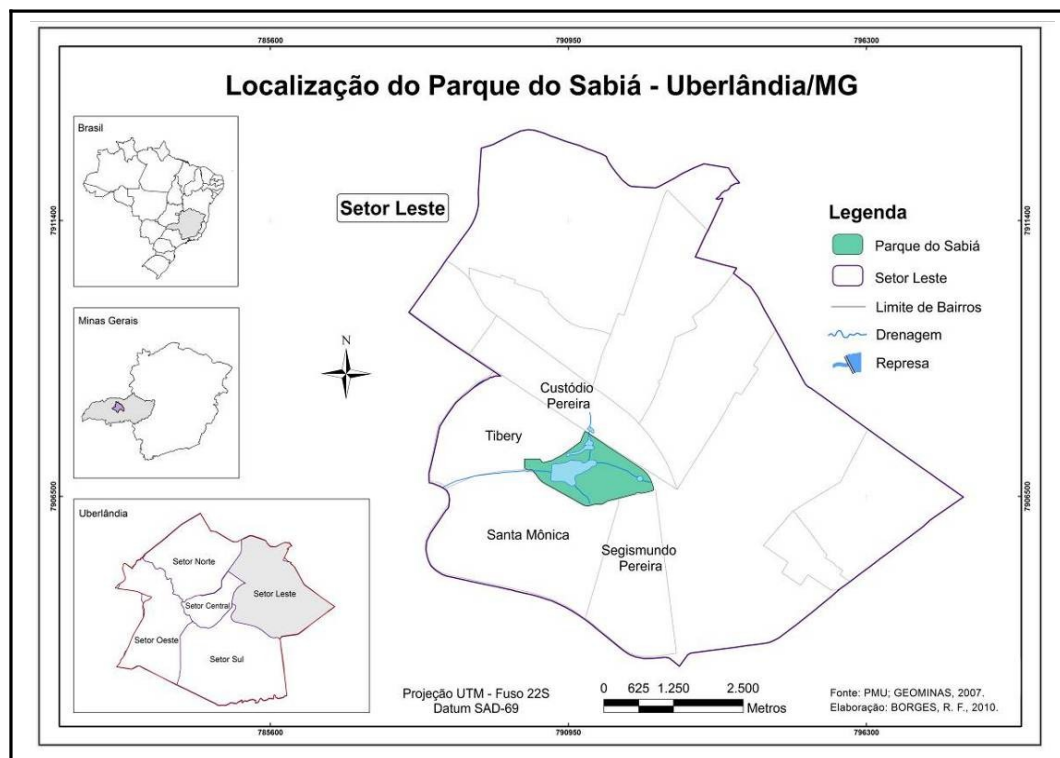 785600
790950
796300
Localização do Parque do Sabiá - Uberlândia/MG
Brasil
Setor Leste
7911400
7911400
Legenda
Parque do Sabiá
Setor Leste
Limite de Bairros
Drenagem
Represa
Minas Gerais
N
Custódio
Pereira
Tibery
7906500
7906500
Santa Mônica
Segismundo
Pereira
Uberlândia
Setor Norte
Setor Leste
Setor Central
Setor Oeste
Setor Sul
Projeção UTM - Fuso 22S
Datum SAD-69
0 625 1.250 2.500
Metros
Fonte: PMU; GEOMINAS, 2007.
Elaboração: BORGES, R. F., 2010.
785600
790950
796300